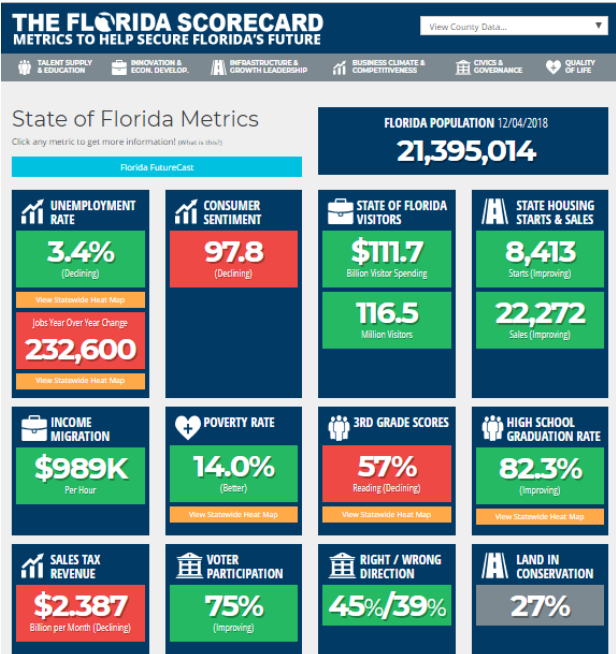 THE FLORIDA SCORECARD
METRICS TO HELP SECURE FLORIDA'S FUTURE
View County Data...
TALENT SUPPLY
& EDUCATION
INNOVATION &
ECON. DEVELOP.
INFRASTRUCTURE &
GROWTH LEADERSHIP
BUSINESS CLIMATE &
COMPETITIVENESS
CIVICS &
GOVERNANCE
QUALITY
OF LIFE
State of Florida Metrics
Click any metric to get more information! (What is this?)
Florida FutureCast
FLORIDA POPULATION 12/04/2018
21,395,014
UNEMPLOYMENT
RATE
3.4%
(Declining)
View Statewide Heat Map
Jobs Year Over Year Change
232,600
View Statewide Heat Map
CONSUMER
SENTIMENT
97.8
(Declining)
STATE OF FLORIDA
VISITORS
$111.7
Billion Visitor Spending
116.5
Million Visitors
STATE HOUSING
STARTS & SALES
8,413
Starts (Improving)
22,272
Sales (Improving)
INCOME
MIGRATION
$989K
Per Hour
POVERTY RATE
14.0%
(Better)
View Statewide Heat Map
3RD GRADE SCORES
57%
Reading (Declining)
View Statewide Heat Map
HIGH SCHOOL
GRADUATION RATE
82.3%
(Improving)
View Statewide Heat Map
SALES TAX
REVENUE
$2.387
Billion per Month (Declining)
VOTER
PARTICIPATION
75%
(Improving)
RIGHT / WRONG
DIRECTION
45%/39%
LAND IN
CONSERVATION
27%